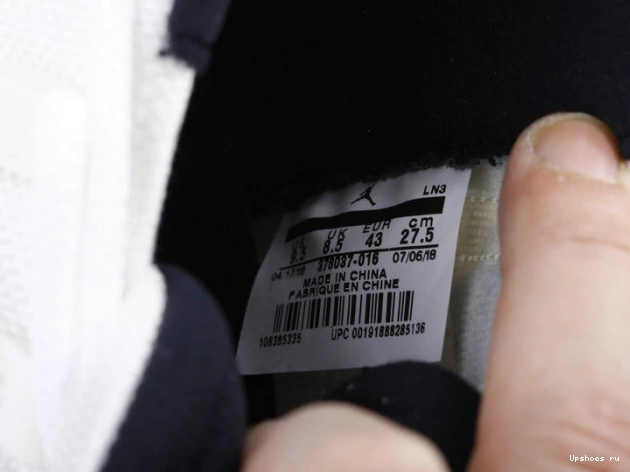 LN3
US UK EUR cm
9.5 8.5 43 27.5
04/17/18 378037-016 07/06/18
MADE IN CHINA
FABRIQUE EN CHINE
108385335 UPC 00191888285136
Upshoes ru